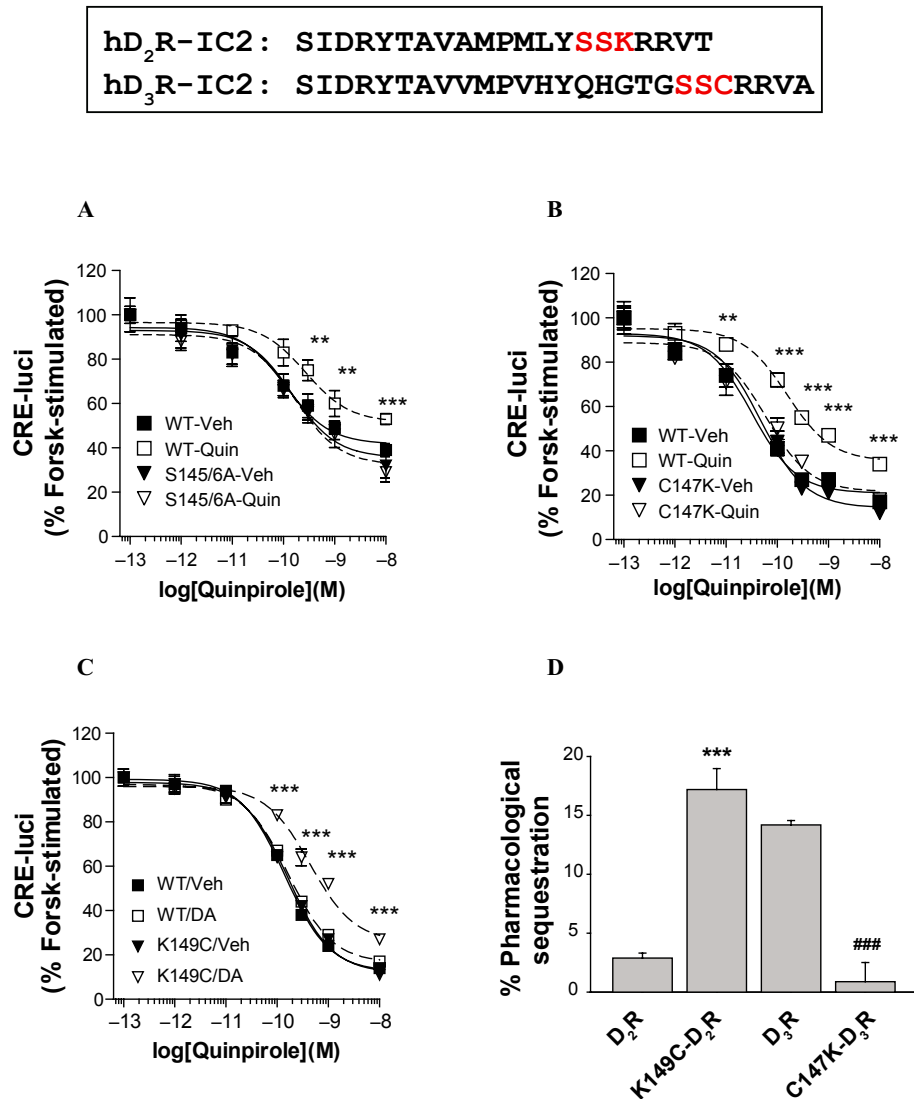 hD2R-IC2: SIDRYTAVAMPMLYSSKRRVT
hD3R-IC2: SIDRYTAVVMPVHYQHGTGSSCRRVA
A
CRE-luci
(% Forsk-stimulated)
120
100
80
60
40
20
0
**
**
***
WT-Veh
WT-Quin
S145/6A-Veh
S145/6A-Quin
−13 −12 −11 −10 −9 −8
log[Quinpirole](M)
B
CRE-luci
(% Forsk-stimulated)
120
100
80
60
40
20
0
**
***
***
***
***
WT-Veh
WT-Quin
C147K-Veh
C147K-Quin
−13 −12 −11 −10 −9 −8
log[Quinpirole](M)
C
CRE-luci
(% Forsk-stimulated)
120
100
80
60
40
20
0
***
***
***
***
WT/Veh
WT/DA
K149C/Veh
K149C/DA
−13 −12 −11 −10 −9 −8
log[Quinpirole](M)
D
% Pharmacological
sequestration
20
15
10
5
0
***
###
D2R
K149C-D2R
D3R
C147K-D3R